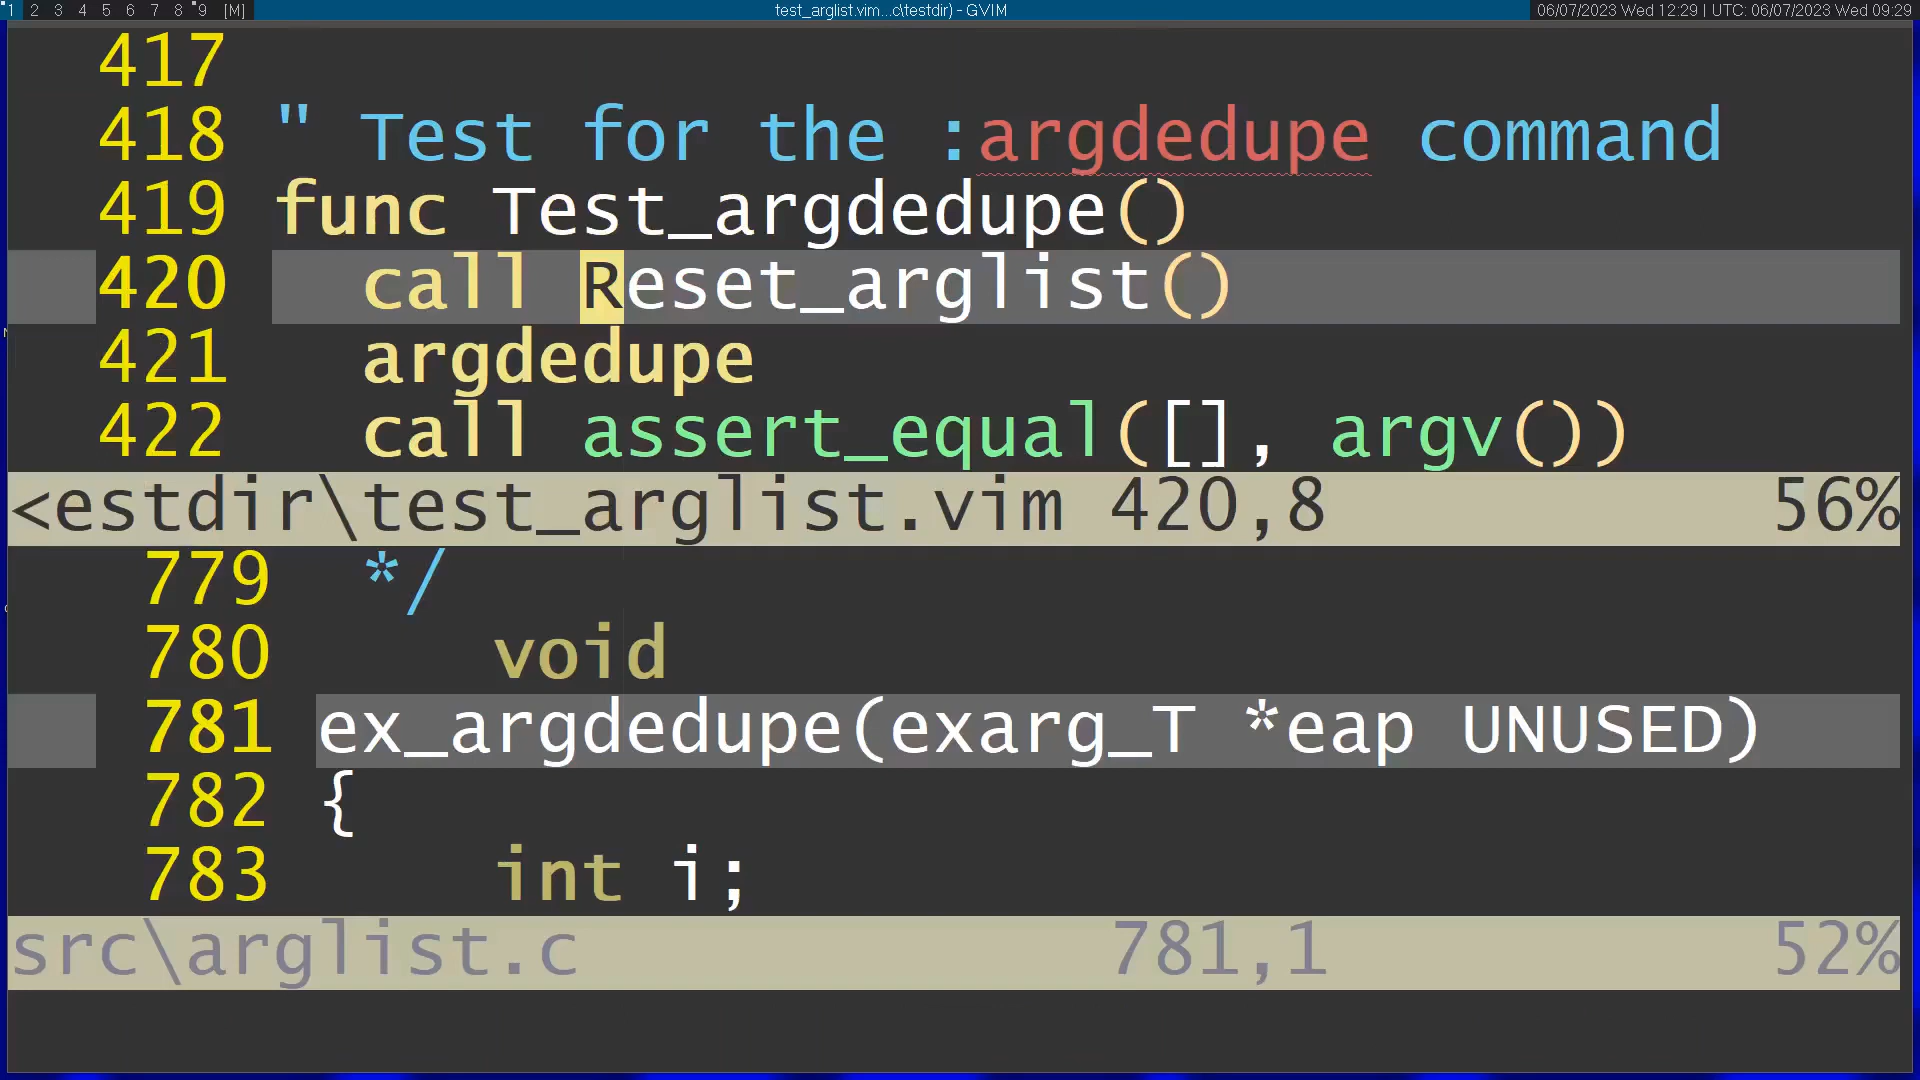 1 2 3 4 5 6 7 8 9 [M] test_arglist.vim...c\testdir) - GVIM 06/07/2023 Wed 12:29 | UTC: 06/07/2023 Wed 09:29
417
418 " Test for the :argdedupe command
419 func Test_argdedupe()
420 call Reset_arglist()
421 argdedupe
422 call assert_equal([], argv())
<estdir\test_arglist.vim 420,8 56%
779 */
780 void
781 ex_argdedupe(exarg_T *eap UNUSED)
782 {
783 int i;
src\arglist.c 781,1 52%